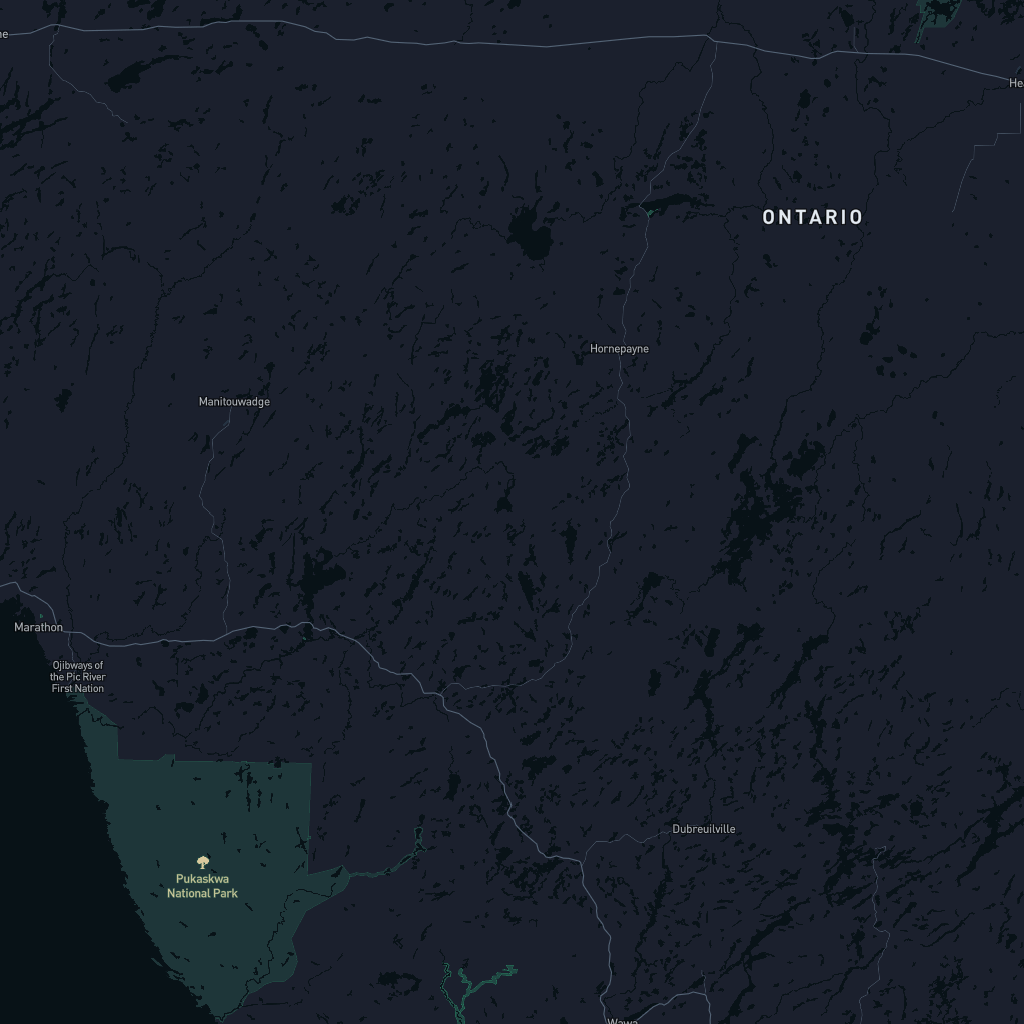 ONTARIO
Hornepayne
Manitouwadge
Marathon
Ojibways of
the Pic River
First Nation
Dubreuilville
Pukaskwa
National Park
Wawa